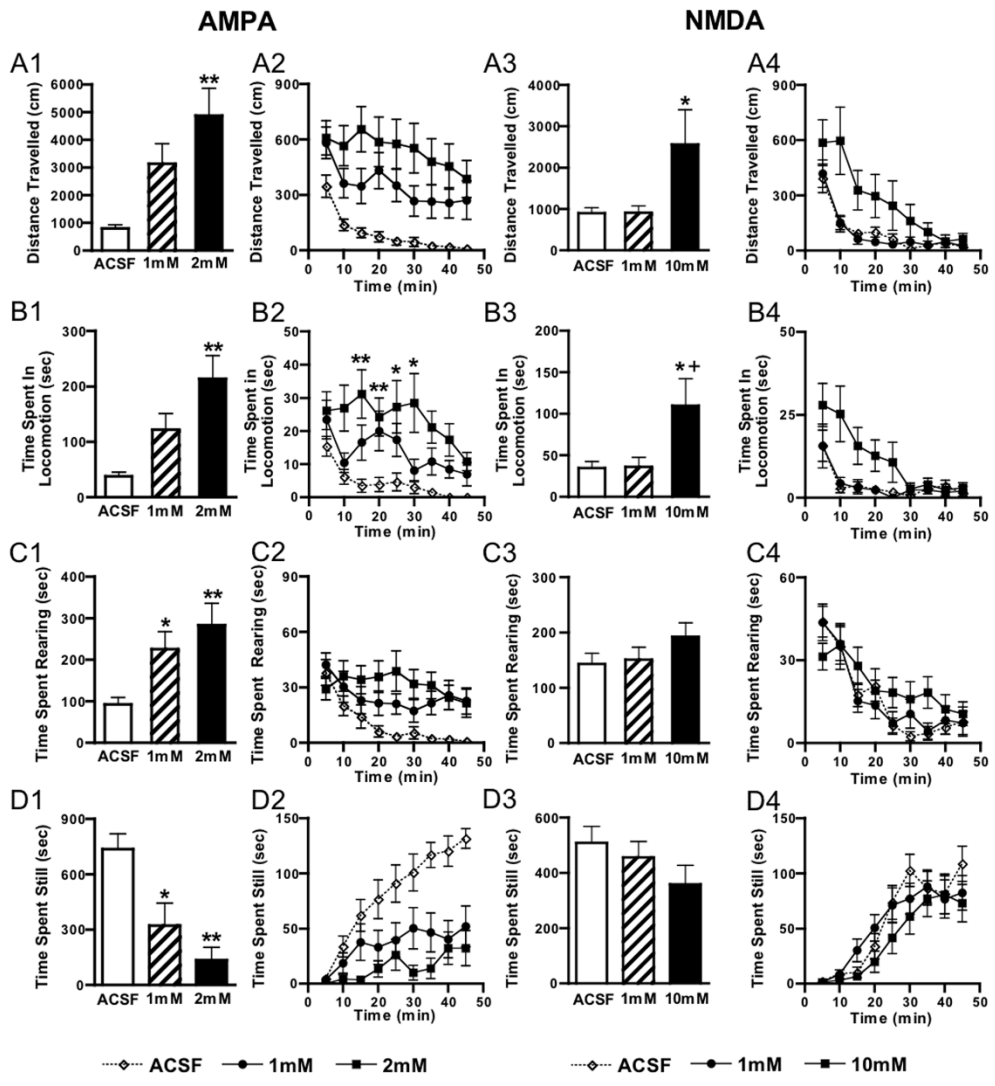 AMPA
NMDA
A1
Distance Travelled (cm)
6000
5000
4000
3000
2000
1000
0
**
ACSF 1mM 2mM
A2
Distance Travelled (cm)
900
600
300
0
0 10 20 30 40 50
Time (min)
A3
Distance Travelled (cm)
4000
3000
2000
1000
0
*
ACSF 1mM 10mM
A4
Distance Travelled (cm)
900
600
300
0
0 10 20 30 40 50
Time (min)
B1
Time Spent In
Locomotion (sec)
300
200
100
0
**
ACSF 1mM 2mM
B2
Time Spent In
Locomotion (sec)
50
40
30
20
10
0
** ** * *
0 10 20 30 40 50
Time (min)
B3
Time Spent In
Locomotion (sec)
200
150
100
50
0
*+
ACSF 1mM 10mM
B4
Time Spent In
Locomotion (sec)
50
25
0
0 10 20 30 40 50
Time (min)
C1
Time Spent Rearing (sec)
400
300
200
100
0
* **
ACSF 1mM 2mM
C2
Time Spent Rearing (sec)
90
60
30
0
0 10 20 30 40 50
Time (min)
C3
Time Spent Rearing (sec)
300
200
100
0
ACSF 1mM 10mM
C4
Time Spent Rearing (sec)
60
30
0
0 10 20 30 40 50
Time (min)
D1
Time Spent Still (sec)
900
600
300
0
* **
ACSF 1mM 2mM
D2
Time Spent Still (sec)
150
100
50
0
0 10 20 30 40 50
Time (min)
D3
Time Spent Still (sec)
600
400
200
0
ACSF 1mM 10mM
D4
Time Spent Still (sec)
150
100
50
0
0 10 20 30 40 50
Time (min)
ACSF 1mM 2mM
ACSF 1mM 10mM